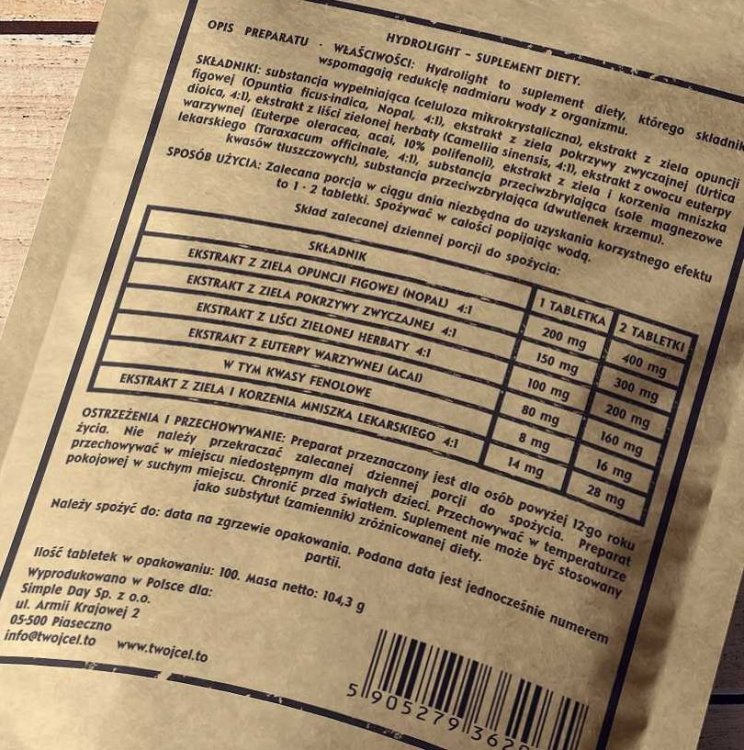 HYDROLIGHT – SUPLEMENT DIETY.
OPIS PREPARATU - WŁAŚCIWOŚCI: Hydrolight to suplement diety, którego składnik
wspomagają redukcję nadmiaru wody z organizmu.
SKŁADNIKI: substancja wypełniająca (celuloza mikrokrystaliczna), ekstrakt z ziela opuncji
figowej (Opuntia ficus-indica, Nopal, 4:1), ekstrakt z ziela pokrzywy zwyczajnej (Urtica
dioica, 4:1), ekstrakt z liści zielonej herbaty (Camellia sinensis, 4:1), ekstrakt z owocu euterpy
warzywnej (Euterpe oleracea, acai, 10% polifenoli), ekstrakt z ziela i korzenia mniszka
lekarskiego (Taraxacum officinale, 4:1), substancja przeciwzbrylająca (sole magnezowe
kwasów tłuszczowych), substancja przeciwzbrylająca (dwutlenek krzemu).
SPOSÓB UŻYCIA: Zalecana porcja w ciągu dnia niezbędna do uzyskania korzystnego efektu
to 1 - 2 tabletki. Spożywać w całości popijając wodą.
Skład zalecanej dziennej porcji do spożycia:
SKŁADNIK 1 TABLETKA 2 TABLETKI
EKSTRAKT Z ZIELA OPUNCJI FIGOWEJ (NOPAL) 4:1 200 mg 400 mg
EKSTRAKT Z ZIELA POKRZYWY ZWYCZAJNEJ 4:1 150 mg 300 mg
EKSTRAKT Z LIŚCI ZIELONEJ HERBATY 4:1 100 mg 200 mg
EKSTRAKT Z EUTERPY WARZYWNEJ (ACAI) 80 mg 160 mg
W TYM KWASY FENOLOWE 8 mg 16 mg
EKSTRAKT Z ZIELA I KORZENIA MNISZKA LEKARSKIEGO 4:1 14 mg 28 mg
OSTRZEŻENIA I PRZECHOWYWANIE: Preparat przeznaczony jest dla osób powyżej 12-go roku
życia. Nie należy przekraczać zalecanej dziennej porcji do spożycia. Preparat
przechowywać w miejscu niedostępnym dla małych dzieci. Przechowywać w temperaturze
pokojowej w suchym miejscu. Chronić przed światłem. Suplement nie może być stosowany
jako substytut (zamiennik) zróżnicowanej diety.
Należy spożyć do: data na zgrzewie opakowania. Podana data jest jednocześnie numerem
partii.
Ilość tabletek w opakowaniu: 100. Masa netto: 104,3 g
Wyprodukowano w Polsce dla:
Simple Day Sp. z o.o.
ul. Armii Krajowej 2
05-500 Piaseczno
info@twojcel.to www.twojcel.to
5 905279 362